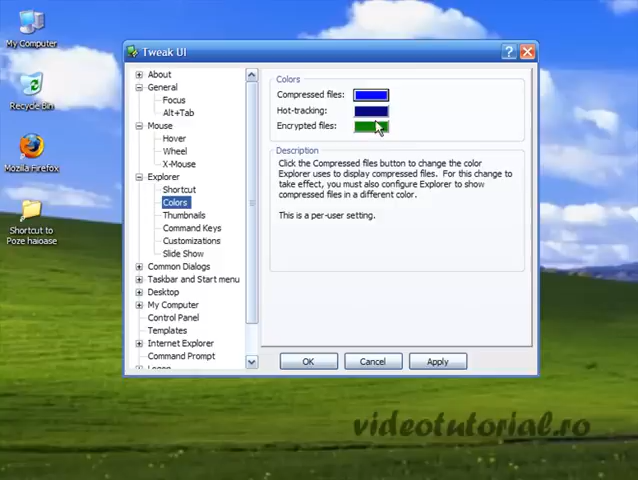 My Computer
Recycle Bin
Mozilla Firefox
Shortcut to
Poze haioase
Tweak UI
About
General
Focus
Alt+Tab
Mouse
Hover
Wheel
X-Mouse
Explorer
Shortcut
Colors
Thumbnails
Command Keys
Customizations
Slide Show
Common Dialogs
Taskbar and Start menu
Desktop
My Computer
Control Panel
Templates
Internet Explorer
Command Prompt
Logon
Colors
Compressed files:
Hot-tracking:
Encrypted files:
Description
Click the Compressed files button to change the color
Explorer uses to display compressed files. For this change to
take effect, you must also configure Explorer to show
compressed files in a different color.
This is a per-user setting.
OK
Cancel
Apply
videotutorial.ro